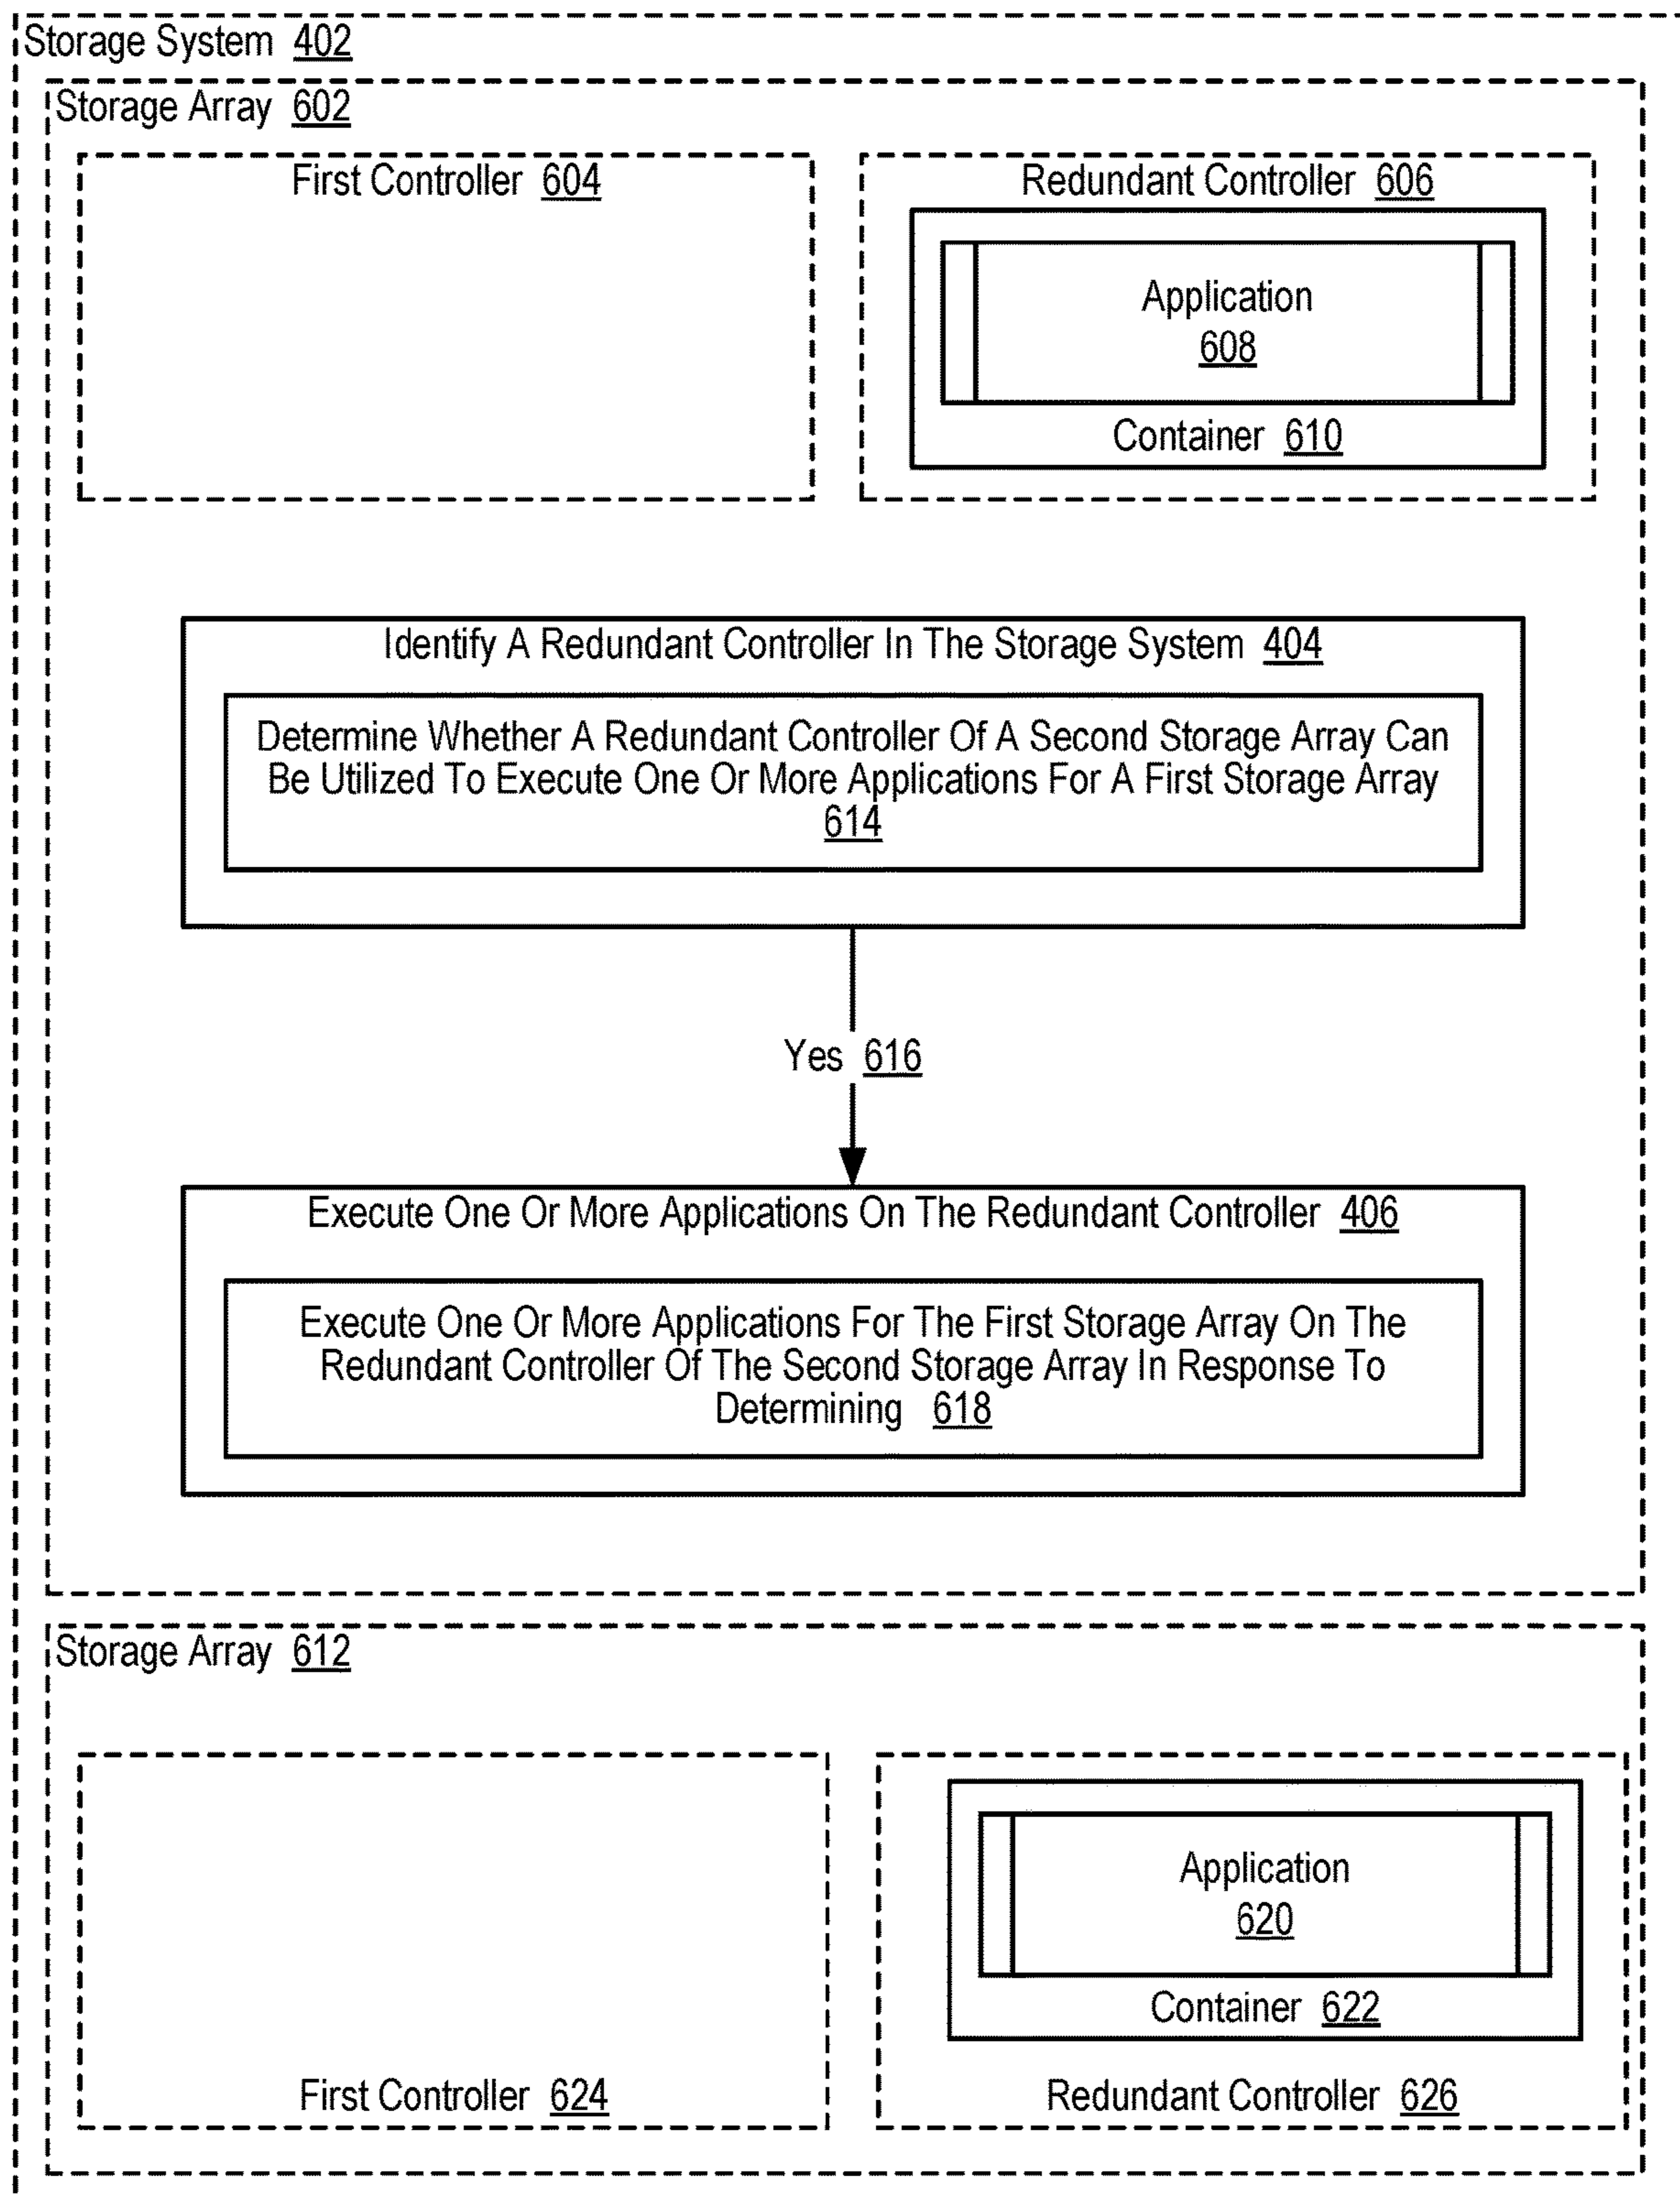 Storage System 402
Storage Array 602
First Controller 604
Redundant Controller 606
Application
608
Container 610
Identify A Redundant Controller In The Storage System 404
Determine Whether A Redundant Controller Of A Second Storage Array Can
Be Utilized To Execute One Or More Applications For A First Storage Array
614
Yes 616
Execute One Or More Applications On The Redundant Controller 406
Execute One Or More Applications For The First Storage Array On The
Redundant Controller Of The Second Storage Array In Response To
Determining 618
Storage Array 612
Application
620
Container 622
First Controller 624
Redundant Controller 626